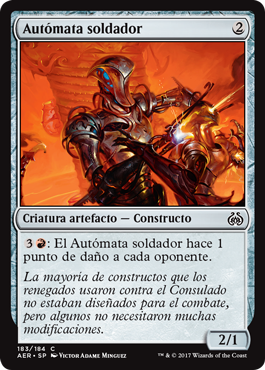 Autómata soldador 2
Criatura artefacto — Constructo
3 R: El Autómata soldador hace 1
punto de daño a cada oponente.
La mayoría de constructos que los
renegados usaron contra el Consulado
no estaban diseñados para el combate,
pero algunos no necesitaron muchas
modificaciones.
2/1
183/184 C
AER • SP Victor Adame Minguez
™ & © 2017 Wizards of the Coast